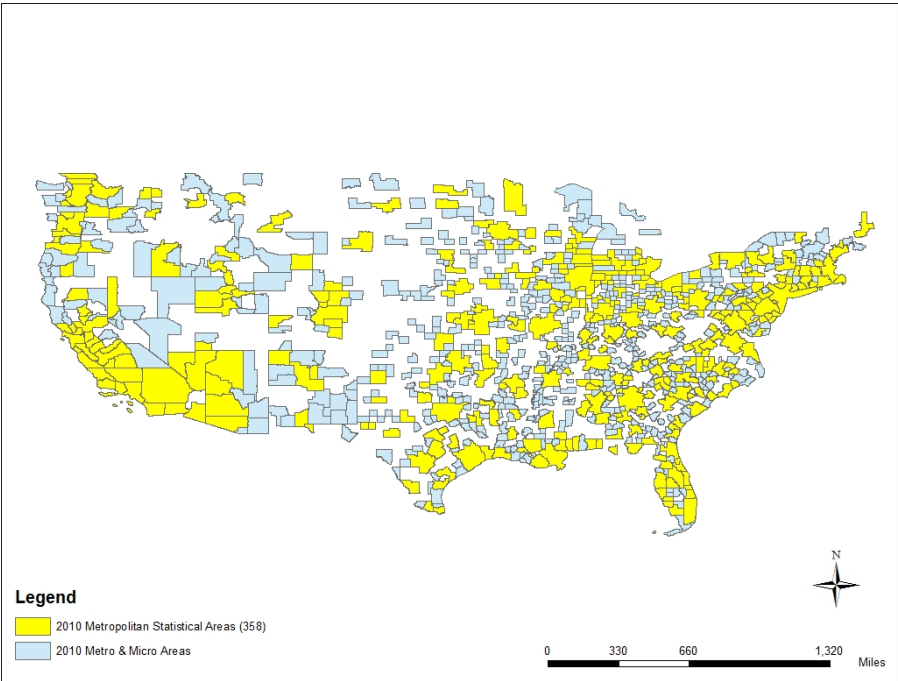 N
Legend
2010 Metropolitan Statistical Areas (358)
2010 Metro & Micro Areas
0 330 660 1,320
Miles